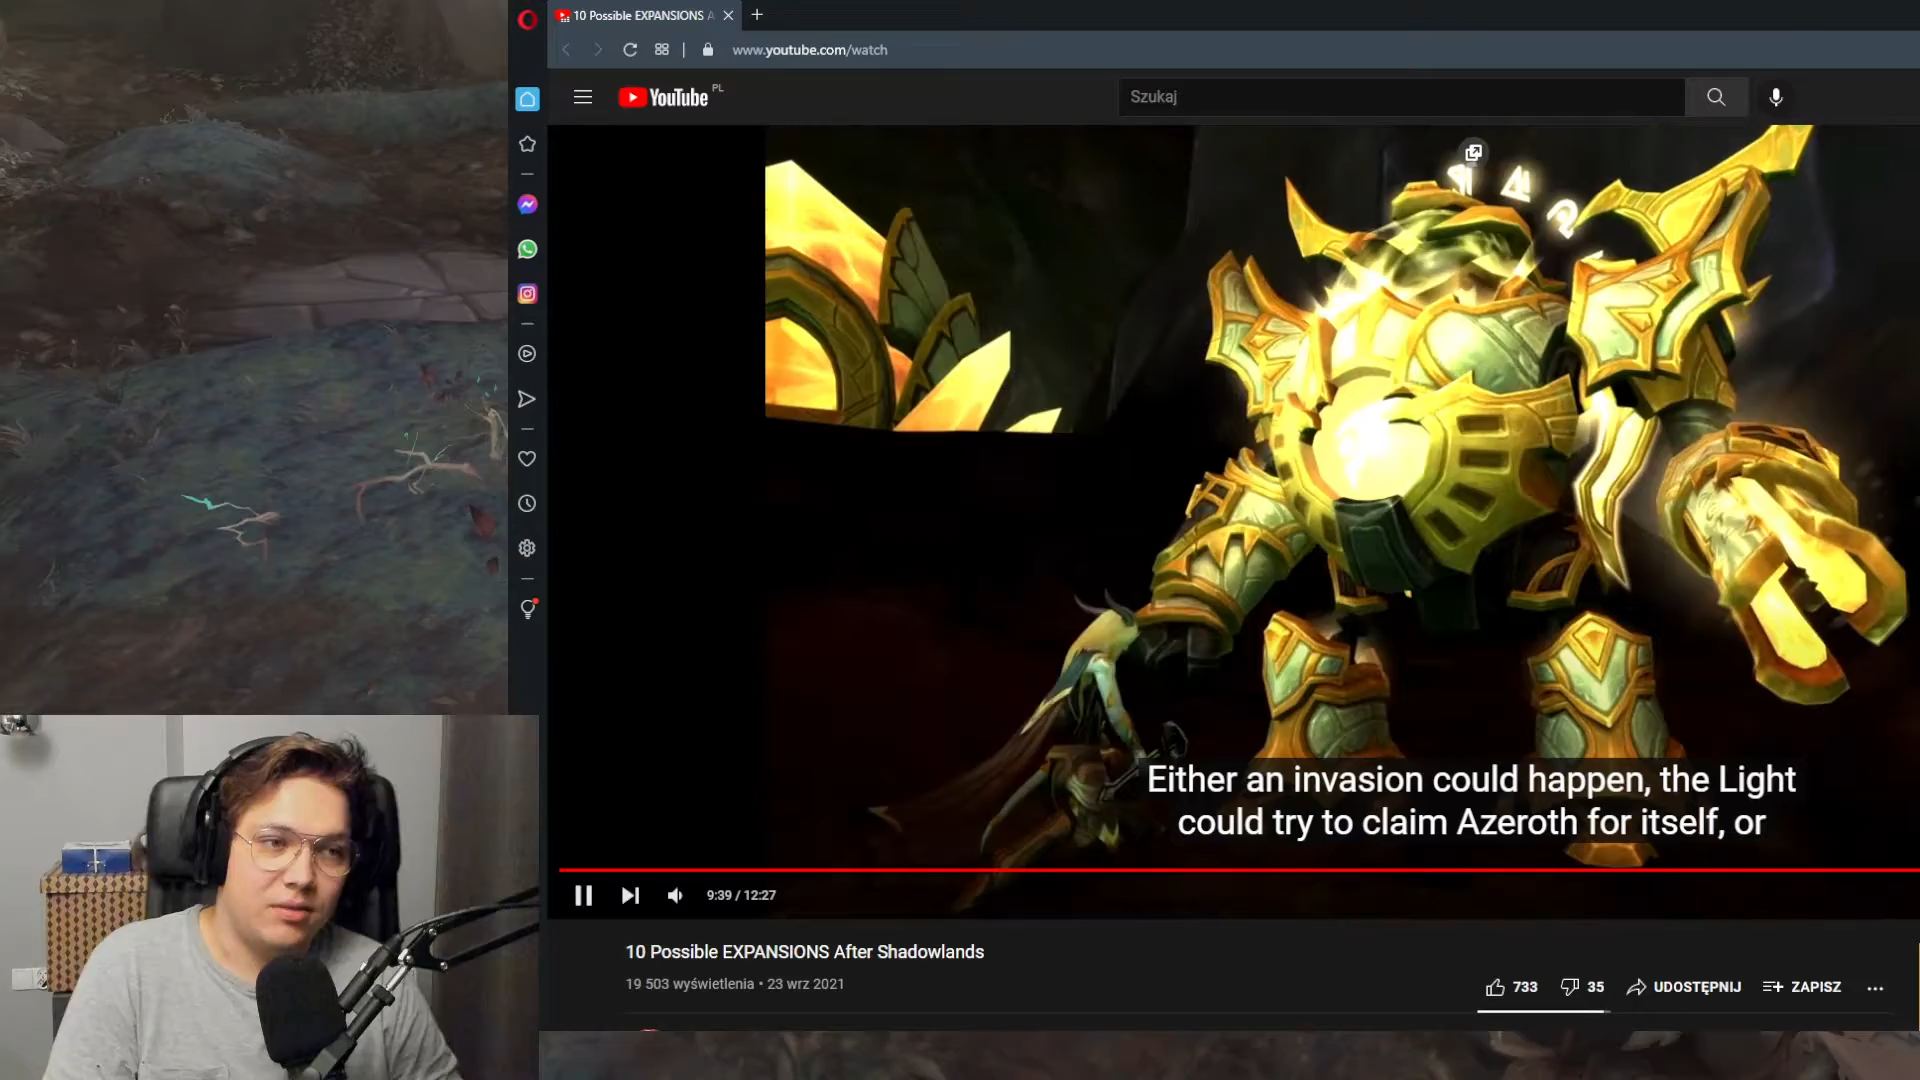 10 Possible EXPANSIONS A
www.youtube.com/watch
YouTube PL
Szukaj
Either an invasion could happen, the Light
could try to claim Azeroth for itself, or
9:39 / 12:27
10 Possible EXPANSIONS After Shadowlands
19 503 wyświetlenia • 23 wrz 2021
733
35
UDOSTĘPNIJ
ZAPISZ